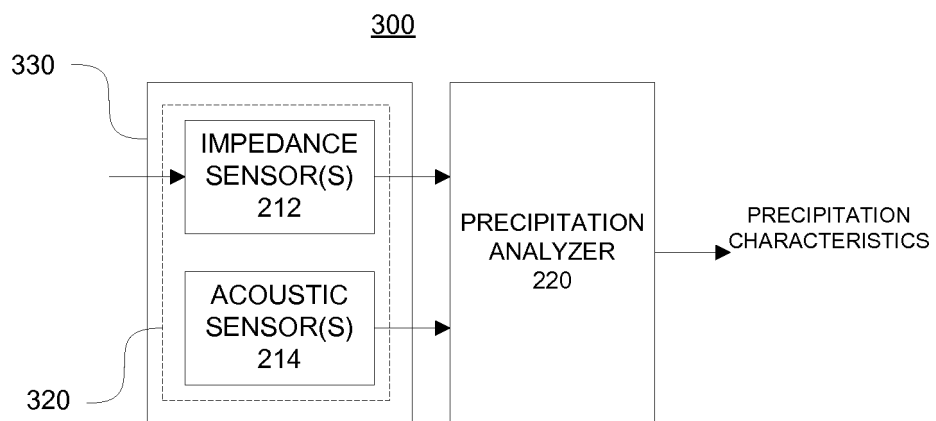 300
330
IMPEDANCE
SENSOR(S)
212
ACOUSTIC
SENSOR(S)
214
320
PRECIPITATION
ANALYZER
220
PRECIPITATION
CHARACTERISTICS